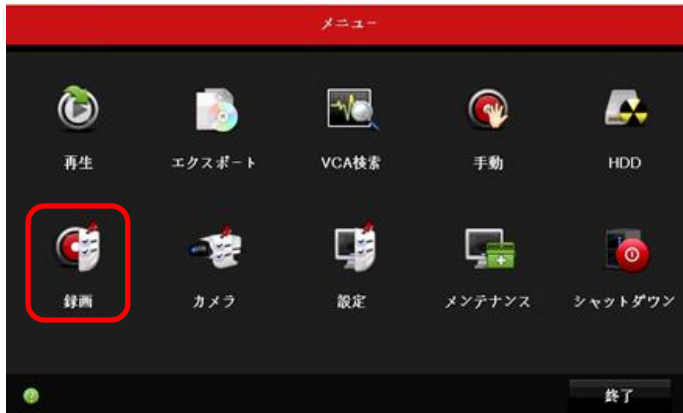 メニュー
再生 エクスポート VCA検索 手動 HDD
録画 カメラ 設定 メンテナンス シャットダウン
終了